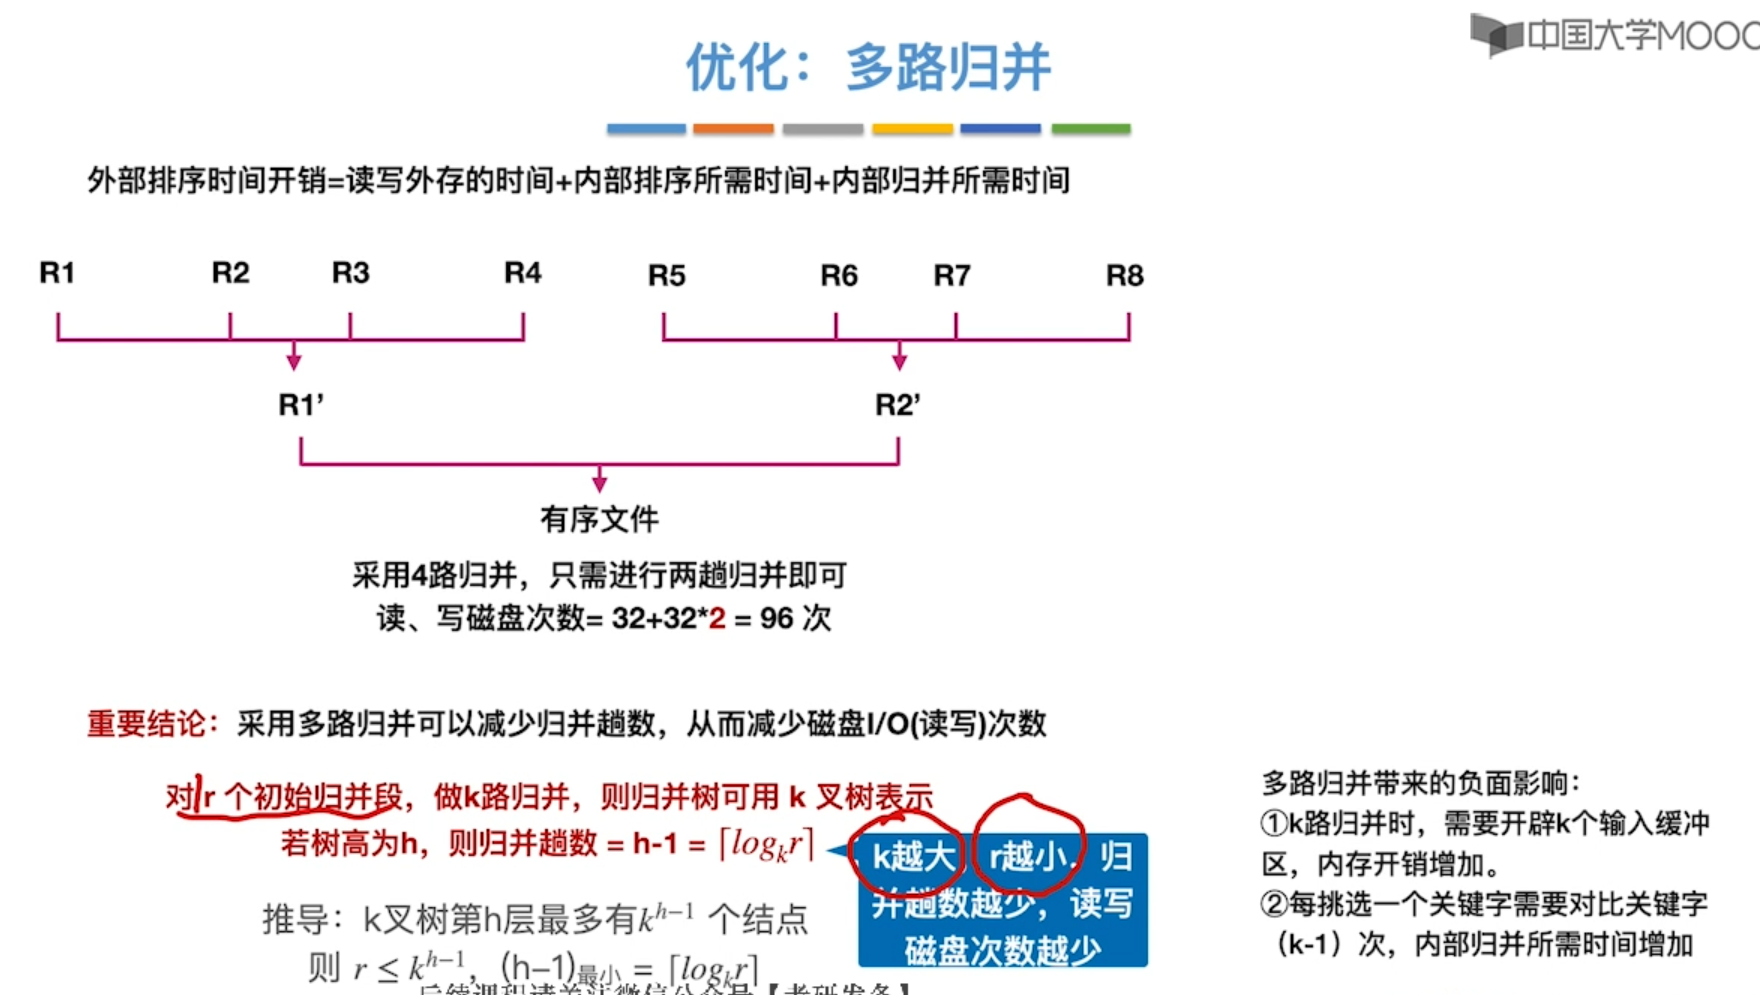 中国大学MOOC
优化：多路归并
外部排序时间开销=读写外存的时间+内部排序所需时间+内部归并所需时间
R1 R2 R3 R4 R5 R6 R7 R8
R1’ R2’
有序文件
采用4路归并，只需进行两趟归并即可
读、写磁盘次数= 32+32*2 = 96 次
重要结论：采用多路归并可以减少归并趟数，从而减少磁盘I/O(读写)次数
对 r 个初始归并段，做k路归并，则归并树可用 k 叉树表示
若树高为h，则归并趟数 = h-1 = ⌈logₖr⌉
k越大，r越小，归
并趟数越少，读写
磁盘次数越少
推导：k叉树第h层最多有kʰ⁻¹ 个结点
则 r ≤ kʰ⁻¹，(h−1)最小 = ⌈logₖr⌉
多路归并带来的负面影响：
①k路归并时，需要开辟k个输入缓冲
区，内存开销增加。
②每挑选一个关键字需要对比关键字
（k-1）次，内部归并所需时间增加